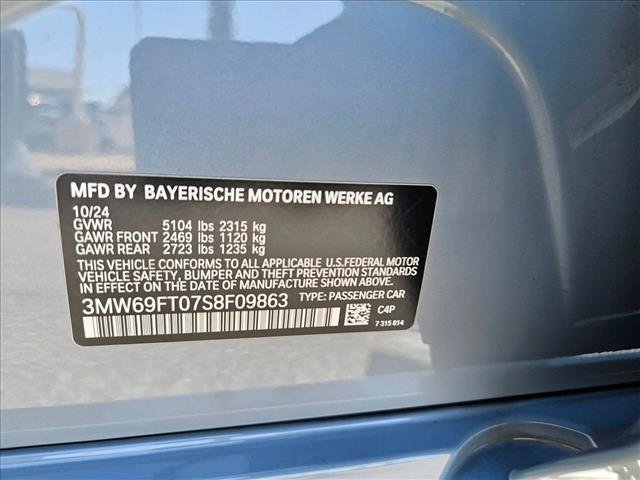 MFD BY BAYERISCHE MOTOREN WERKE AG
10/24
GVWR 5104 lbs 2315 kg
GAWR FRONT 2469 lbs 1120 kg
GAWR REAR 2723 lbs 1235 kg
THIS VEHICLE CONFORMS TO ALL APPLICABLE U.S.FEDERAL MOTOR
VEHICLE SAFETY, BUMPER AND THEFT PREVENTION STANDARDS
IN EFFECT ON THE DATE OF MANUFACTURE SHOWN ABOVE.
3MW69FT07S8F09863 TYPE: PASSENGER CAR
C4P
7 315 814